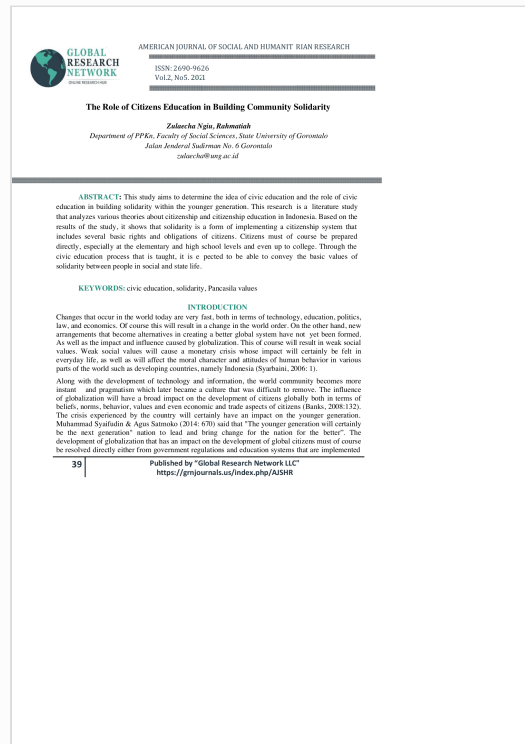 GLOBAL
RESEARCH
NETWORK
ONLINE RESEARCH HUB
AMERICAN JOURNAL OF SOCIAL AND HUMANIT RIAN RESEARCH
ISSN: 2690-9626
Vol.2, No5. 2021
The Role of Citizens Education in Building Community Solidarity
Zulaecha Ngiu, Rahmatiah
Department of PPKn, Faculty of Social Sciences, State University of Gorontalo
Jalan Jenderal Sudirman No. 6 Gorontalo
zulaecha@ung.ac.id
ABSTRACT: This study aims to determine the idea of civic education and the role of civic
education in building solidarity within the younger generation. This research is a literature study
that analyzes various theories about citizenship and citizenship education in Indonesia. Based on the
results of the study, it shows that solidarity is a form of implementing a citizenship system that
includes several basic rights and obligations of citizens. Citizens must of course be prepared
directly, especially at the elementary and high school levels and even up to college. Through the
civic education process that is taught, it is e pected to be able to convey the basic values of
solidarity between people in social and state life.
KEYWORDS: civic education, solidarity, Pancasila values
INTRODUCTION
Changes that occur in the world today are very fast, both in terms of technology, education, politics,
law, and economics. Of course this will result in a change in the world order. On the other hand, new
arrangements that become alternatives in creating a better global system have not yet been formed.
As well as the impact and influence caused by globalization. This of course will result in weak social
values. Weak social values will cause a monetary crisis whose impact will certainly be felt in
everyday life, as well as will affect the moral character and attitudes of human behavior in various
parts of the world such as developing countries, namely Indonesia (Syarbaini, 2006: 1).
Along with the development of technology and information, the world community becomes more
instant and pragmatism which later became a culture that was difficult to remove. The influence
of globalization will have a broad impact on the development of citizens globally both in terms of
beliefs, norms, behavior, values and even economic and trade aspects of citizens (Banks, 2008:132).
The crisis experienced by the country will certainly have an impact on the younger generation.
Muhammad Syaifudin & Agus Satmoko (2014: 670) said that "The younger generation will certainly
be the next generation" nation to lead and bring change for the nation for the better". The
development of globalization that has an impact on the development of global citizens must of course
be resolved directly either from government regulations and education systems that are implemented
39
Published by "Global Research Network LLC"
https://grnjournals.us/index.php/AJSHR